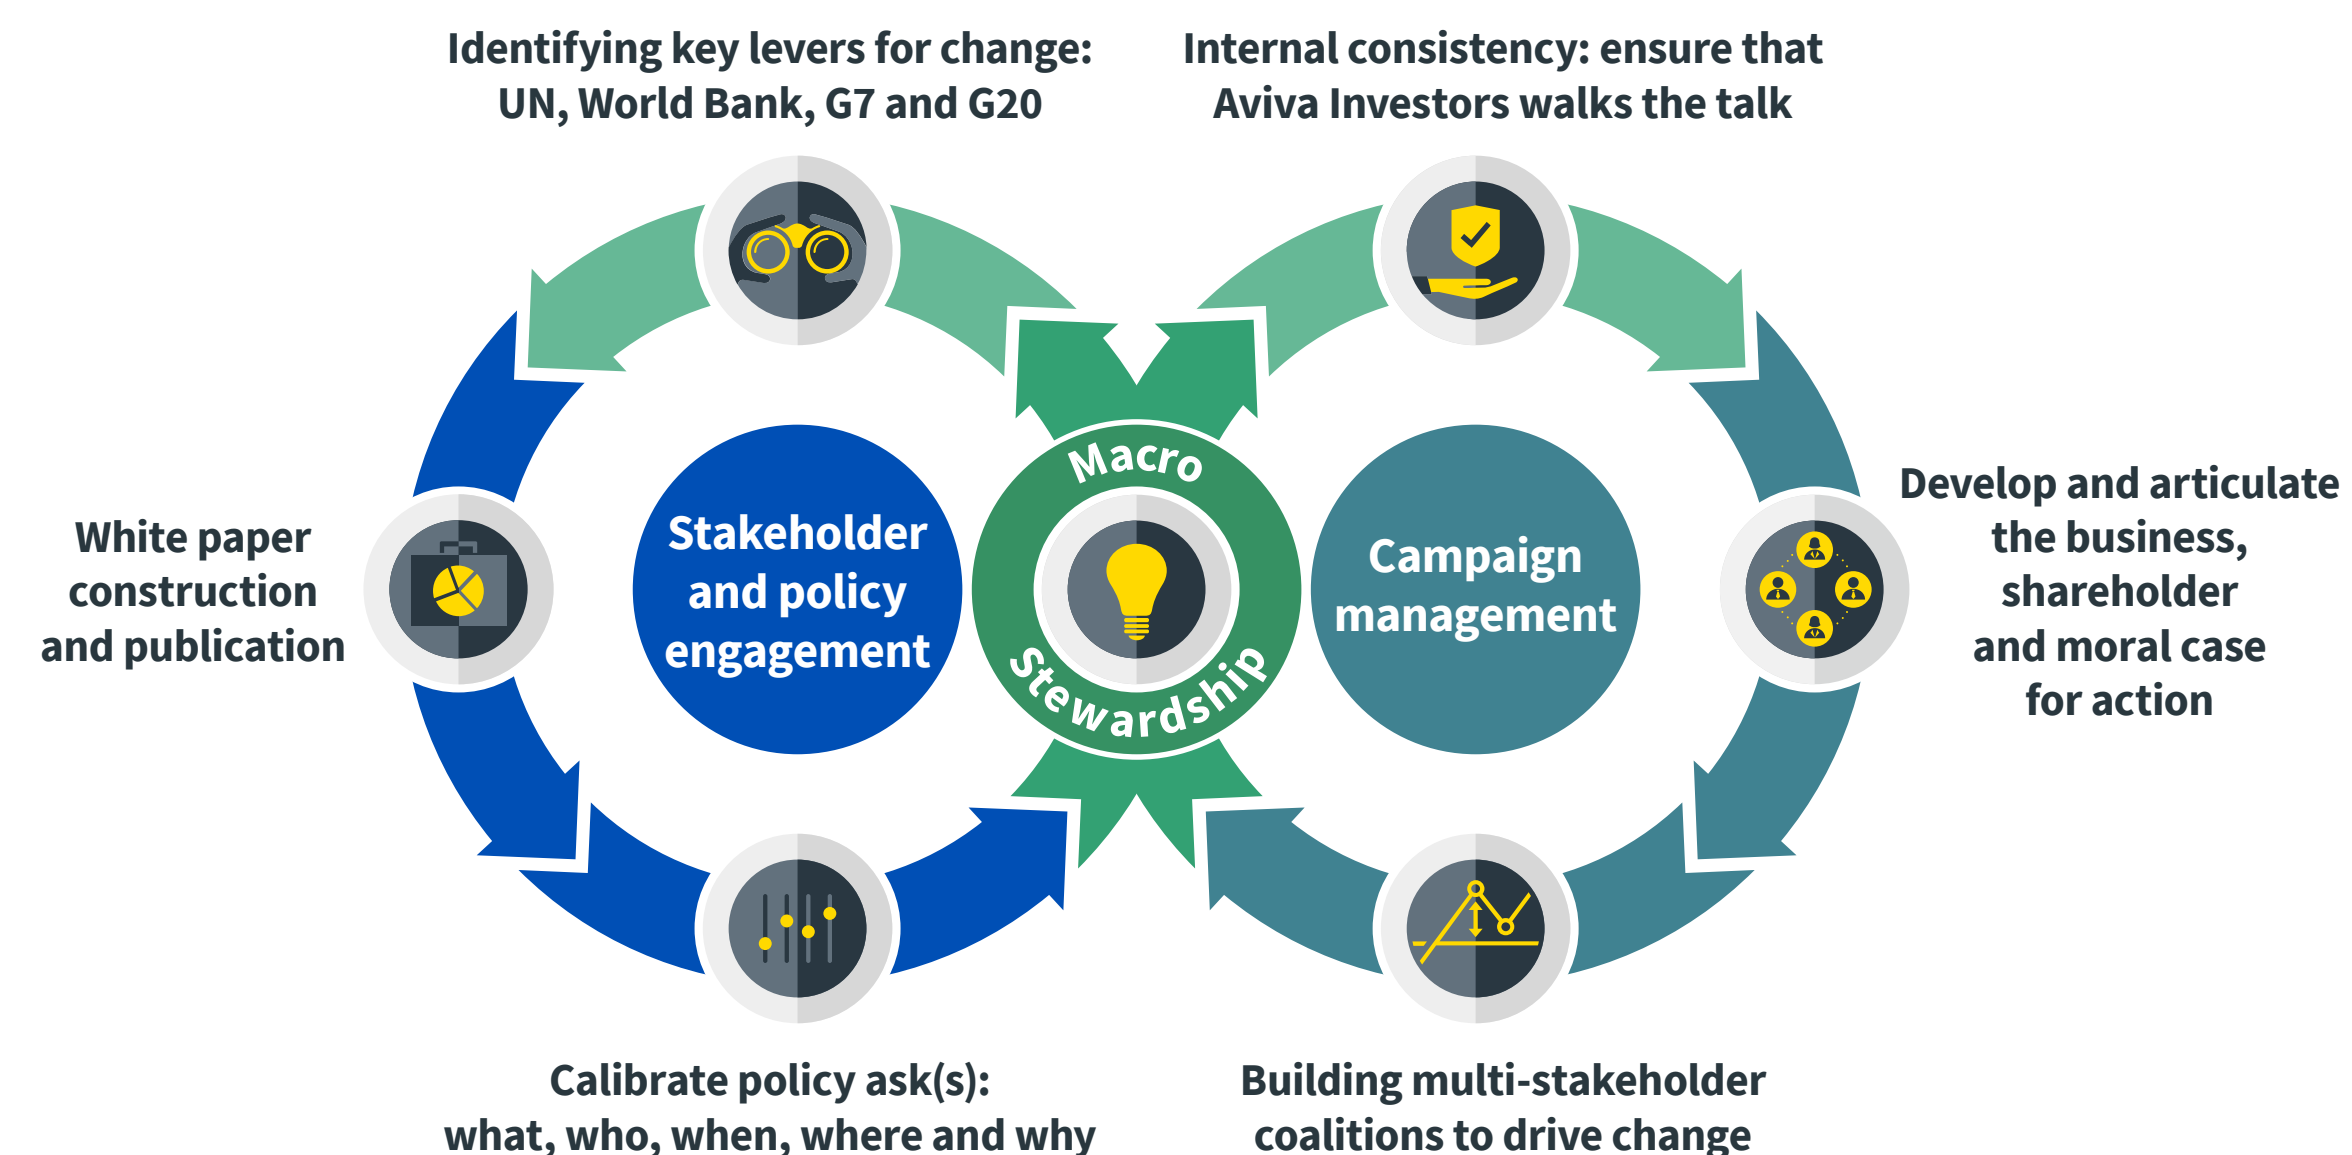 Identifying key levers for change:
UN, World Bank, G7 and G20
Internal consistency: ensure that
Aviva Investors walks the talk
White paper
construction
and publication
Stakeholder
and policy
engagement
Macro
Stewardship
Campaign
management
Develop and articulate
the business,
shareholder
and moral case
for action
Calibrate policy ask(s):
what, who, when, where and why
Building multi-stakeholder
coalitions to drive change